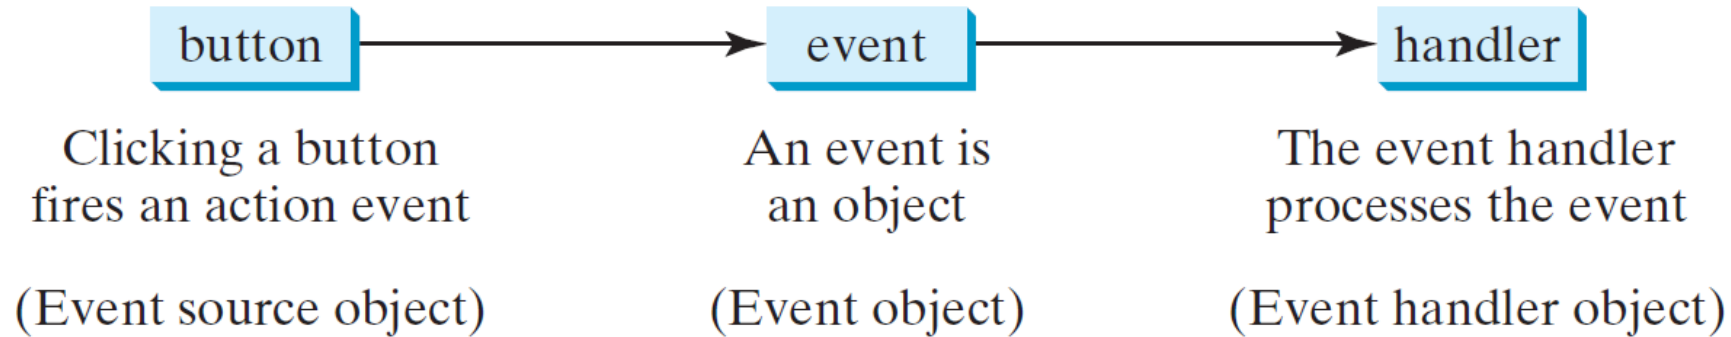 button
event
handler
Clicking a button
fires an action event
An event is
an object
The event handler
processes the event
(Event source object)
(Event object)
(Event handler object)